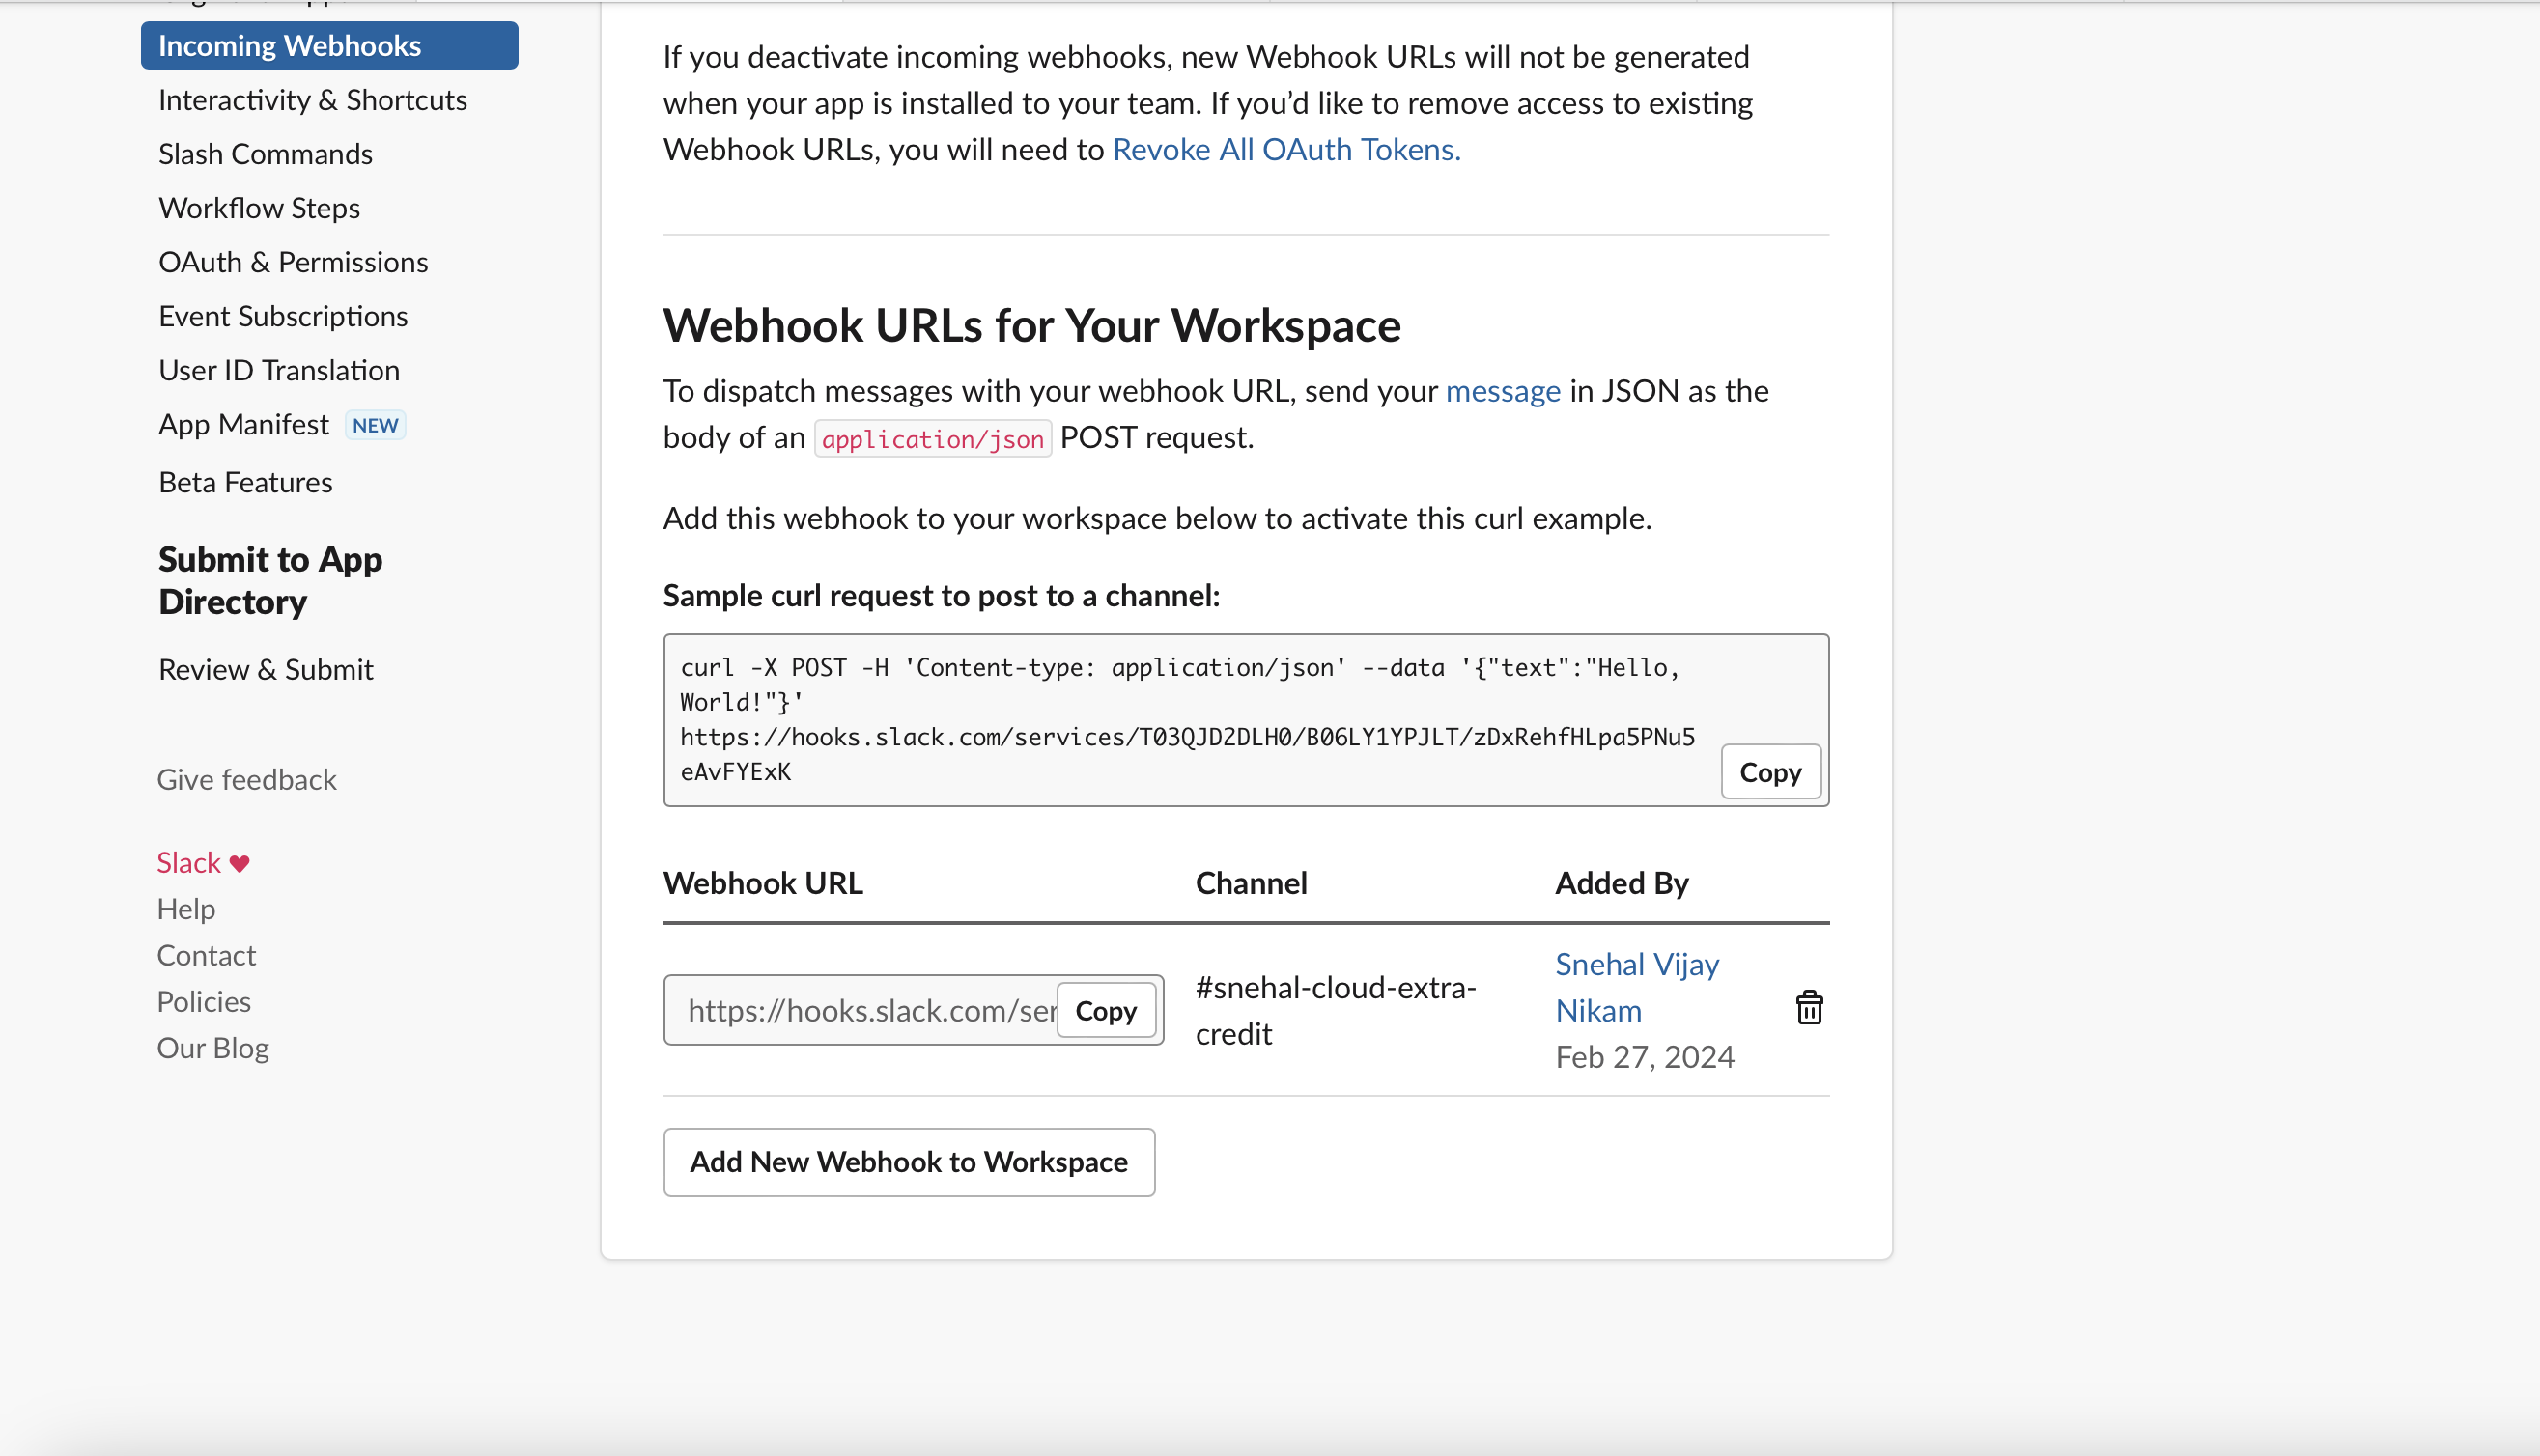 Incoming Webhooks
Interactivity & Shortcuts
Slash Commands
Workflow Steps
OAuth & Permissions
Event Subscriptions
User ID Translation
App Manifest NEW
Beta Features
Submit to App
Directory
Review & Submit
Give feedback
Slack ♥
Help
Contact
Policies
Our Blog
If you deactivate incoming webhooks, new Webhook URLs will not be generated
when your app is installed to your team. If you’d like to remove access to existing
Webhook URLs, you will need to Revoke All OAuth Tokens.
Webhook URLs for Your Workspace
To dispatch messages with your webhook URL, send your message in JSON as the
body of an application/json POST request.
Add this webhook to your workspace below to activate this curl example.
Sample curl request to post to a channel:
curl -X POST -H 'Content-type: application/json' --data '{"text":"Hello,
World!"}'
https://hooks.slack.com/services/T03QJD2DLH0/B06LY1YPJLT/zDxRehfHLpa5PNu5
eAvFYExK
Copy
Webhook URL Channel Added By
https://hooks.slack.com/ser Copy
#snehal-cloud-extra-
credit
Snehal Vijay
Nikam
Feb 27, 2024
Add New Webhook to Workspace